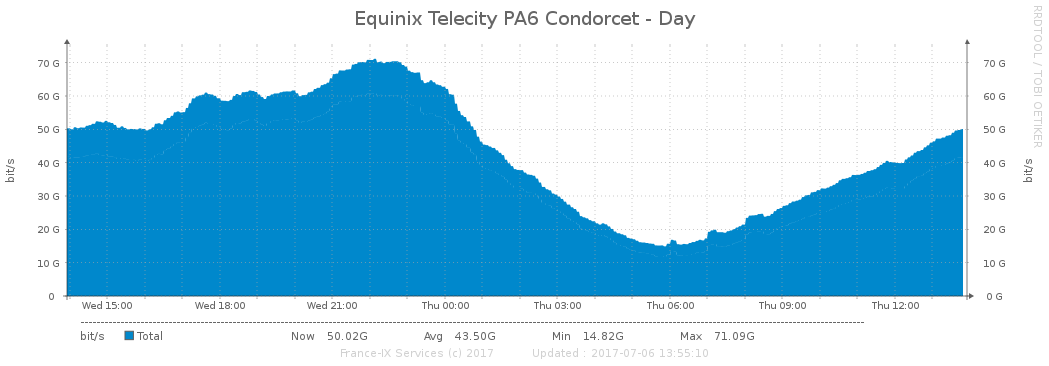 Equinix Telecity PA6 Condorcet - Day
RRDTOOL / TOBI OETIKER
bit/s
70 G
60 G
50 G
40 G
30 G
20 G
10 G
0
70 G
60 G
50 G
40 G
30 G
20 G
10 G
0 G
bit/s
Wed 15:00 Wed 18:00 Wed 21:00 Thu 00:00 Thu 03:00 Thu 06:00 Thu 09:00 Thu 12:00
bit/s Total Now 50.02G Avg 43.50G Min 14.82G Max 71.09G
France-IX Services (c) 2017 Updated : 2017-07-06 13:55:10